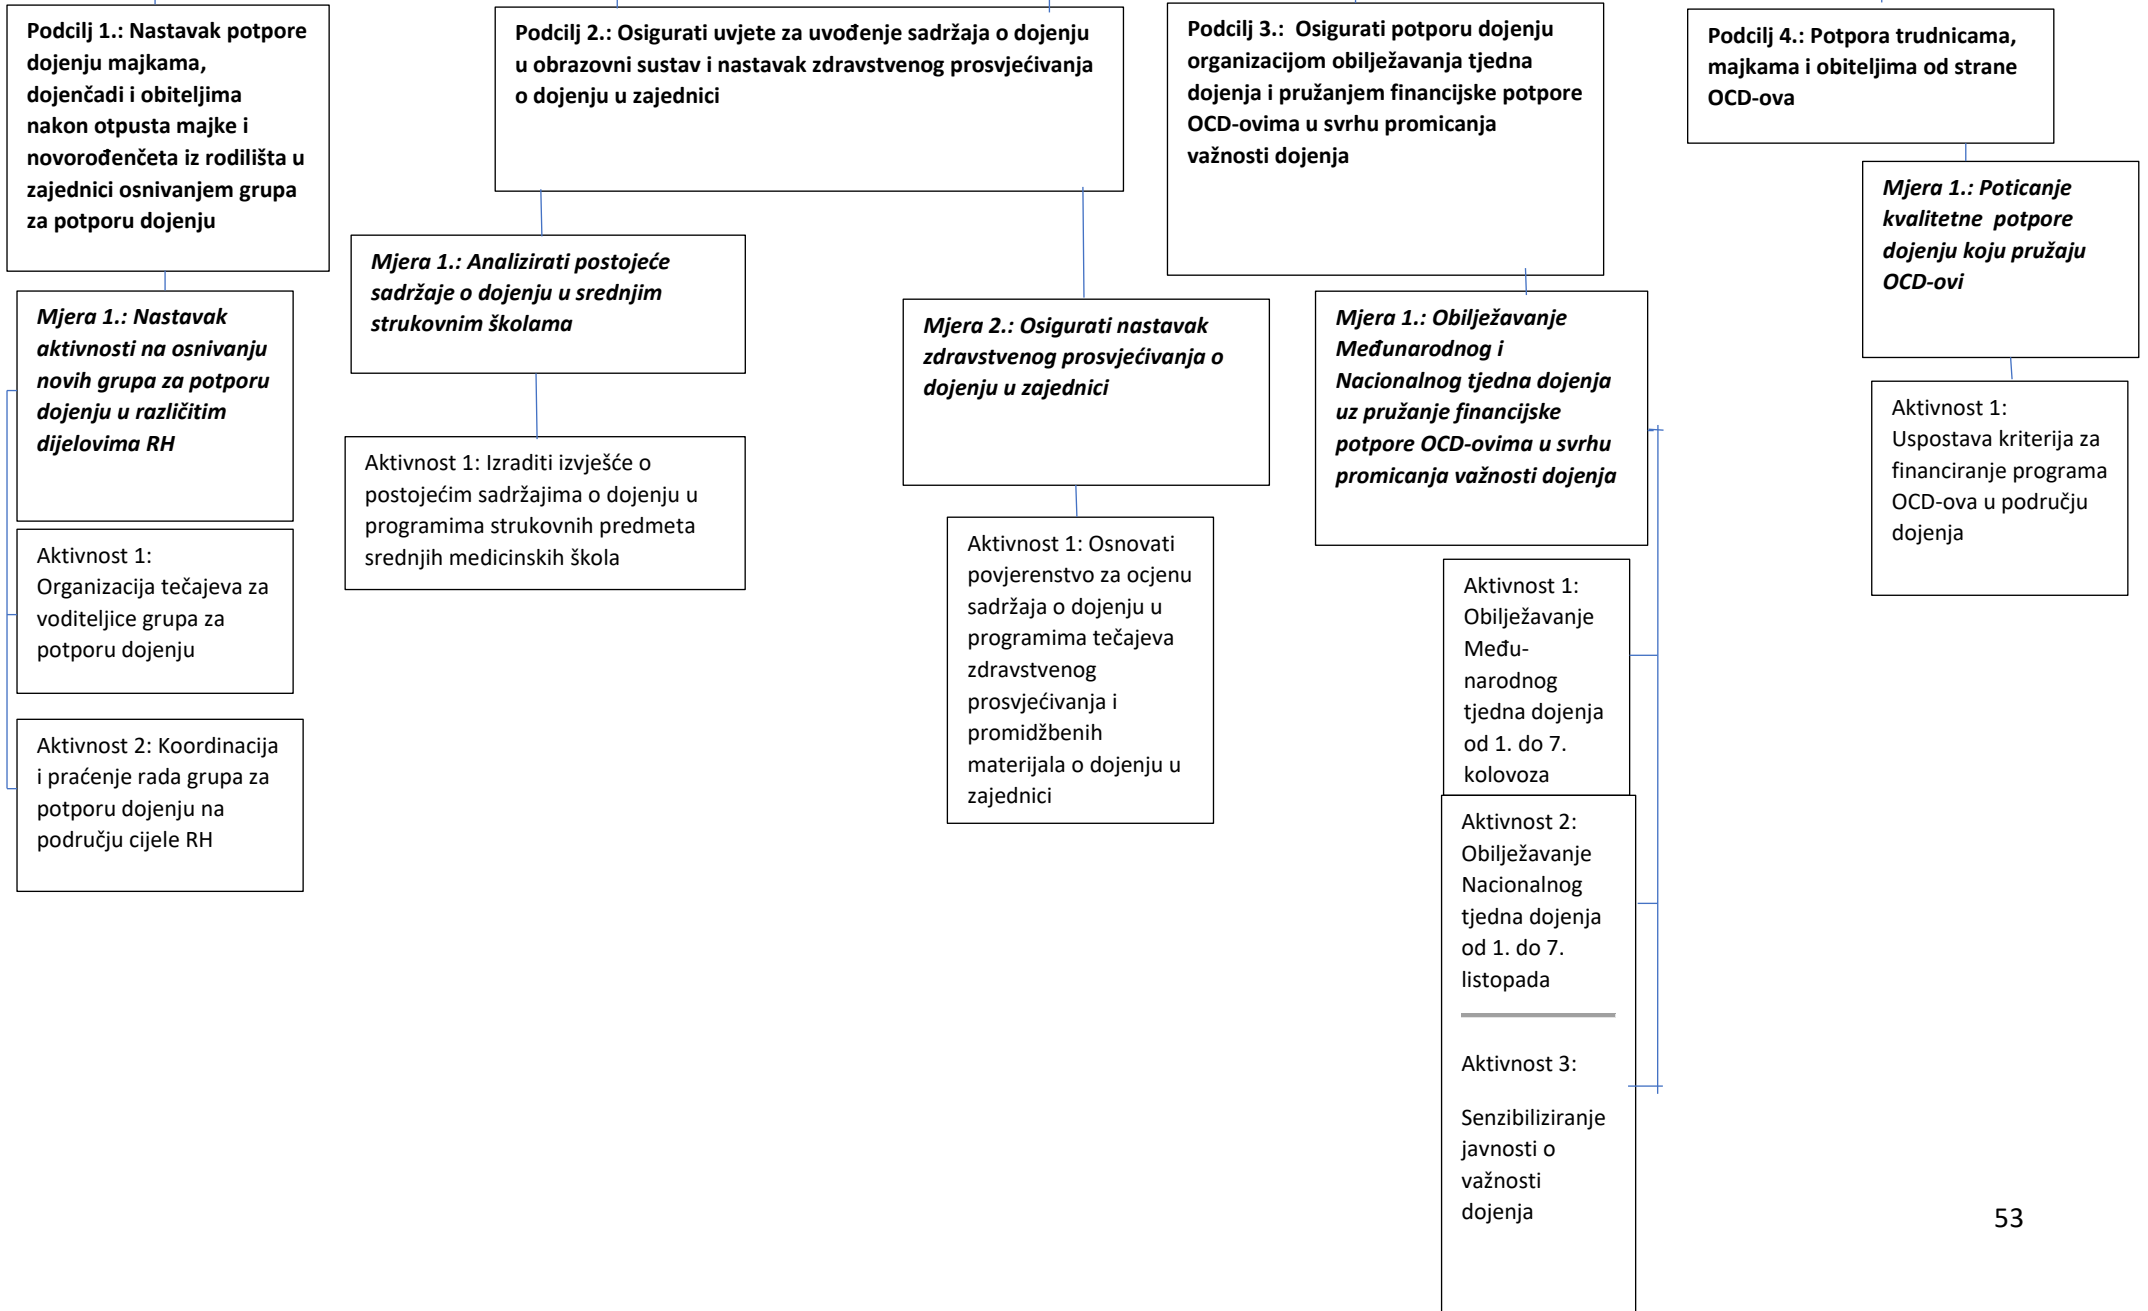 Podcilj 1.: Nastavak potpore
dojenju majkama,
dojenčadi i obiteljima
nakon otpusta majke i
novorođenčeta iz rodilišta u
zajednici osnivanjem grupa
za potporu dojenju
Mjera 1.: Nastavak
aktivnosti na osnivanju
novih grupa za potporu
dojenju u različitim
dijelovima RH
Aktivnost 1:
Organizacija tečajeva za
voditeljice grupa za
potporu dojenju
Aktivnost 2: Koordinacija
i praćenje rada grupa za
potporu dojenju na
području cijele RH
Podcilj 2.: Osigurati uvjete za uvođenje sadržaja o dojenju
u obrazovni sustav i nastavak zdravstvenog prosvjećivanja
o dojenju u zajednici
Mjera 1.: Analizirati postojeće
sadržaje o dojenju u srednjim
strukovnim školama
Aktivnost 1: Izraditi izvješće o
postojećim sadržajima o dojenju u
programima strukovnih predmeta
srednjih medicinskih škola
Mjera 2.: Osigurati nastavak
zdravstvenog prosvjećivanja o
dojenju u zajednici
Aktivnost 1: Osnovati
povjerenstvo za ocjenu
sadržaja o dojenju u
programima tečajeva
zdravstvenog
prosvjećivanja i
promidžbenih
materijala o dojenju u
zajednici
Podcilj 3.:  Osigurati potporu dojenju
organizacijom obilježavanja tjedna
dojenja i pružanjem financijske potpore
OCD-ovima u svrhu promicanja
važnosti dojenja
Mjera 1.: Obilježavanje
Međunarodnog i
Nacionalnog tjedna dojenja
uz pružanje financijske
potpore OCD-ovima u svrhu
promicanja važnosti dojenja
Aktivnost 1:
Obilježavanje
Među-
narodnog
tjedna dojenja
od 1. do 7.
kolovoza
Aktivnost 2:
Obilježavanje
Nacionalnog
tjedna dojenja
od 1. do 7.
listopada
Aktivnost 3:
Senzibiliziranje
javnosti o
važnosti
dojenja
Podcilj 4.: Potpora trudnicama,
majkama i obiteljima od strane
OCD-ova
Mjera 1.: Poticanje
kvalitetne  potpore
dojenju koju pružaju
OCD-ovi
Aktivnost 1:
Uspostava kriterija za
financiranje programa
OCD-ova u području
dojenja
53